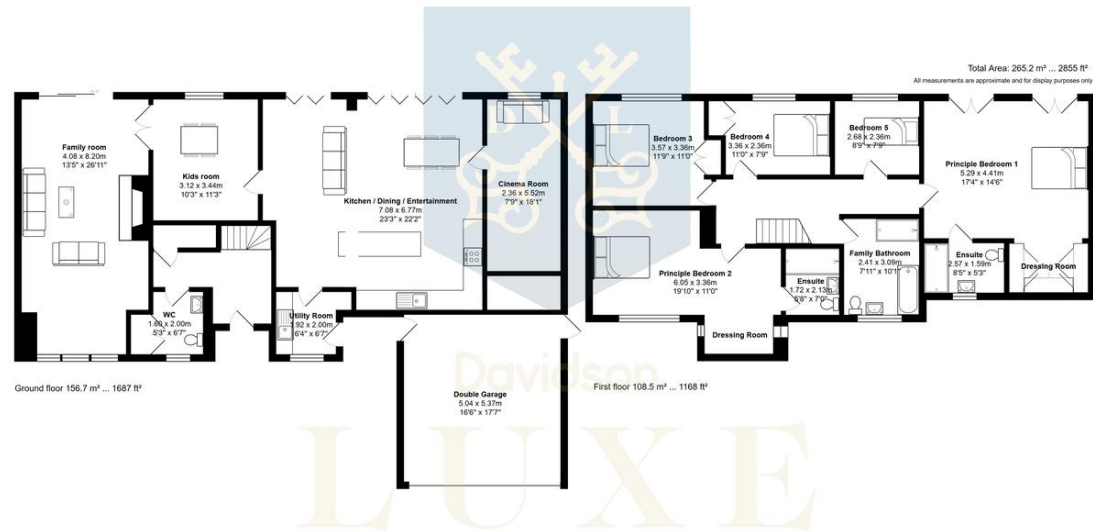 Total Area: 265.2 m² ... 2855 ft²
All measurements are approximate and for display purposes only
Family room
4.08 x 8.20m
13'5" x 26'11"
Kids room
3.12 x 3.44m
10'3" x 11'3"
Kitchen / Dining / Entertainment
7.08 x 6.77m
23'3" x 22'2"
Cinema Room
2.36 x 5.52m
7'9" x 18'1"
WC
1.60 x 2.00m
5'3" x 6'7"
Utility Room
1.92 x 2.00m
6'4" x 6'7"
Double Garage
5.04 x 5.37m
16'6" x 17'7"
Ground floor 156.7 m² ... 1687 ft²
Bedroom 3
3.57 x 3.36m
11'9" x 11'0"
Bedroom 4
3.36 x 2.36m
11'0" x 7'9"
Bedroom 5
2.68 x 2.36m
8'9" x 7'9"
Principle Bedroom 1
5.29 x 4.41m
17'4" x 14'6"
Principle Bedroom 2
6.05 x 3.36m
19'10" x 11'0"
Ensuite
1.72 x 2.13m
5'8" x 7'0"
Family Bathroom
2.41 x 3.09m
7'11" x 10'1"
Ensuite
2.57 x 1.59m
8'5" x 5'3"
Dressing Room
Dressing Room
First floor 108.5 m² ... 1168 ft²
D L
Davidson
LUXE